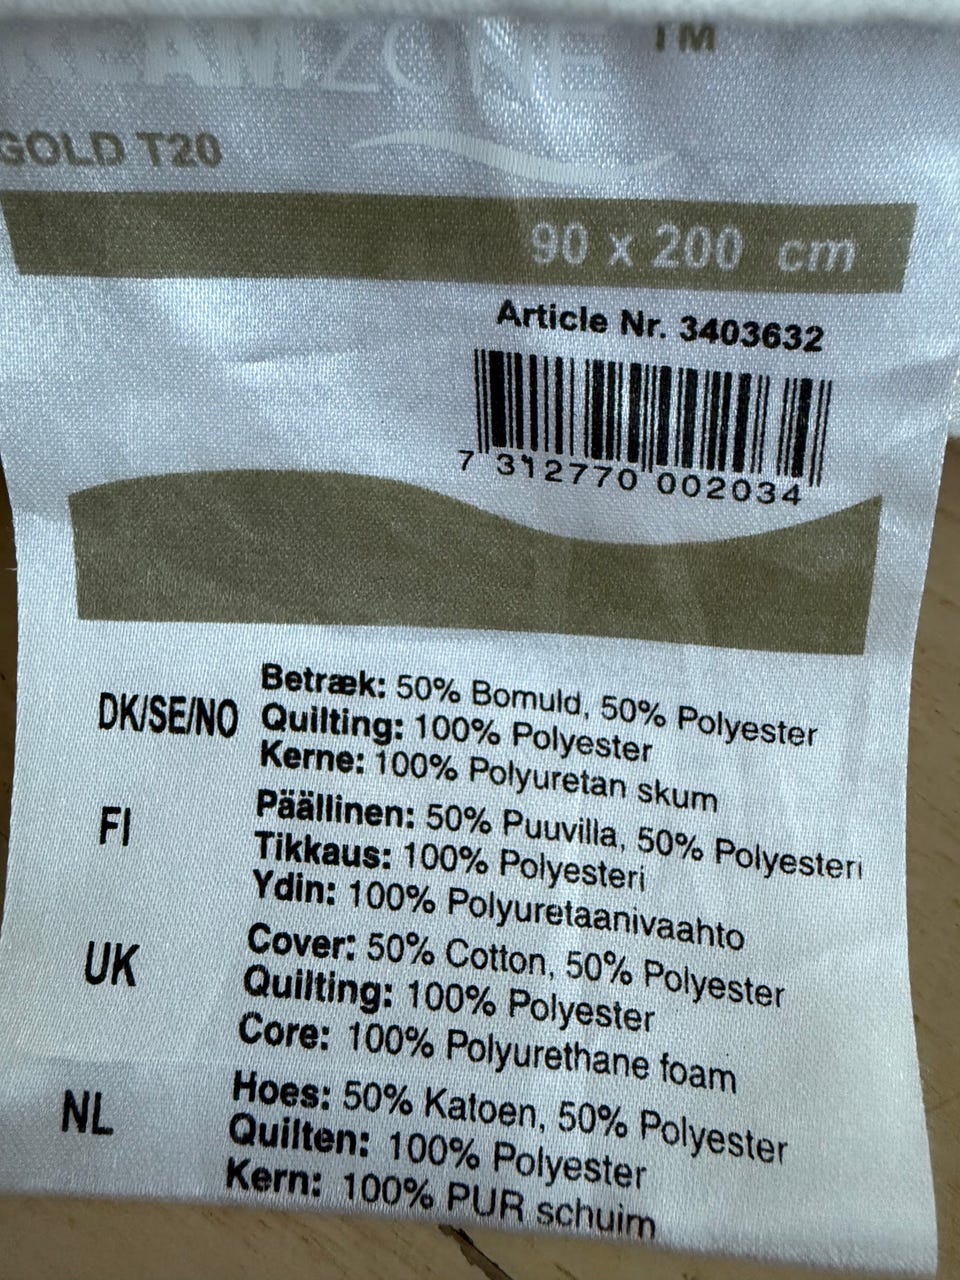 REAMZONE TM
GOLD T20
90 x 200 cm
Article Nr. 3403632
7 312770 002034
DK/SE/NO
Betræk: 50% Bomuld, 50% Polyester
Quilting: 100% Polyester
Kerne: 100% Polyuretan skum
FI
Päällinen: 50% Puuvilla, 50% Polyesteri
Tikkaus: 100% Polyesteri
Ydin: 100% Polyuretaanivaahto
UK
Cover: 50% Cotton, 50% Polyester
Quilting: 100% Polyester
Core: 100% Polyurethane foam
NL
Hoes: 50% Katoen, 50% Polyester
Quilten: 100% Polyester
Kern: 100% PUR schuim